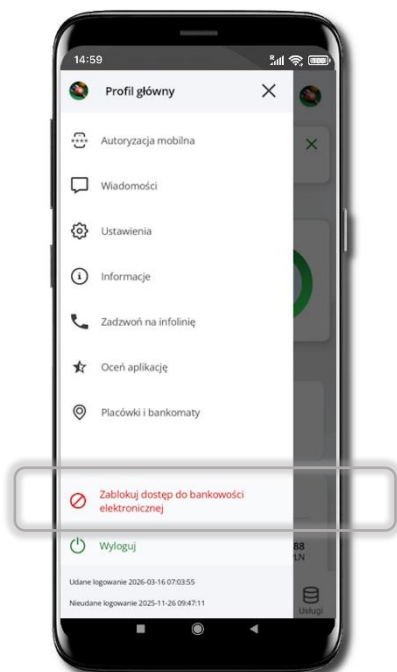 14:59
Profil główny
Autoryzacja mobilna
Wiadomości
Ustawienia
Informacje
Zadzwoń na infolinię
Oceń aplikację
Placówki i bankomaty
Zablokuj dostęp do bankowości
elektronicznej
Wyloguj
88
LN
Udane logowanie 2026-03-16 07:03:55
Nieudane logowanie 2025-11-26 09:47:11
Usługi